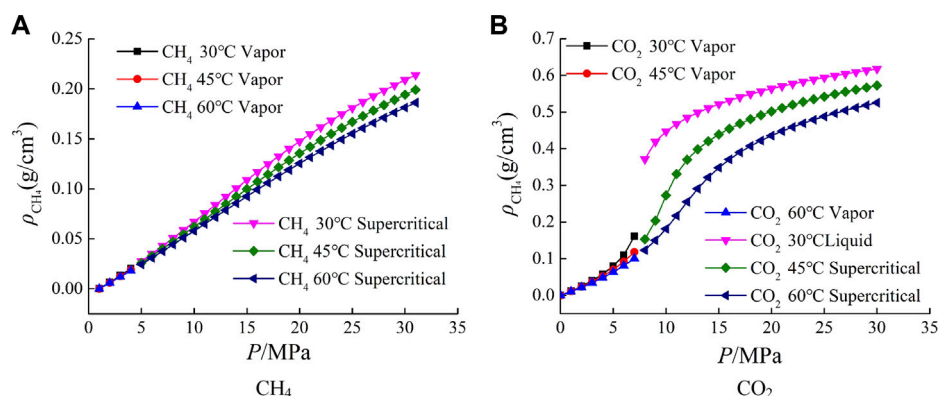 A
0.25
0.20
0.15
0.10
0.05
0.00
ρCH₄(g/cm³)
CH₄ 30°C Vapor
CH₄ 45°C Vapor
CH₄ 60°C Vapor
CH₄ 30°C Supercritical
CH₄ 45°C Supercritical
CH₄ 60°C Supercritical
0 5 10 15 20 25 30 35
P/MPa
CH₄
B
0.7
0.6
0.5
0.4
0.3
0.2
0.1
0.0
ρCH₄(g/cm³)
CO₂ 30°C Vapor
CO₂ 45°C Vapor
CO₂ 60°C Vapor
CO₂ 30°CLiquid
CO₂ 45°C Supercritical
CO₂ 60°C Supercritical
0 5 10 15 20 25 30 35
P/MPa
CO₂